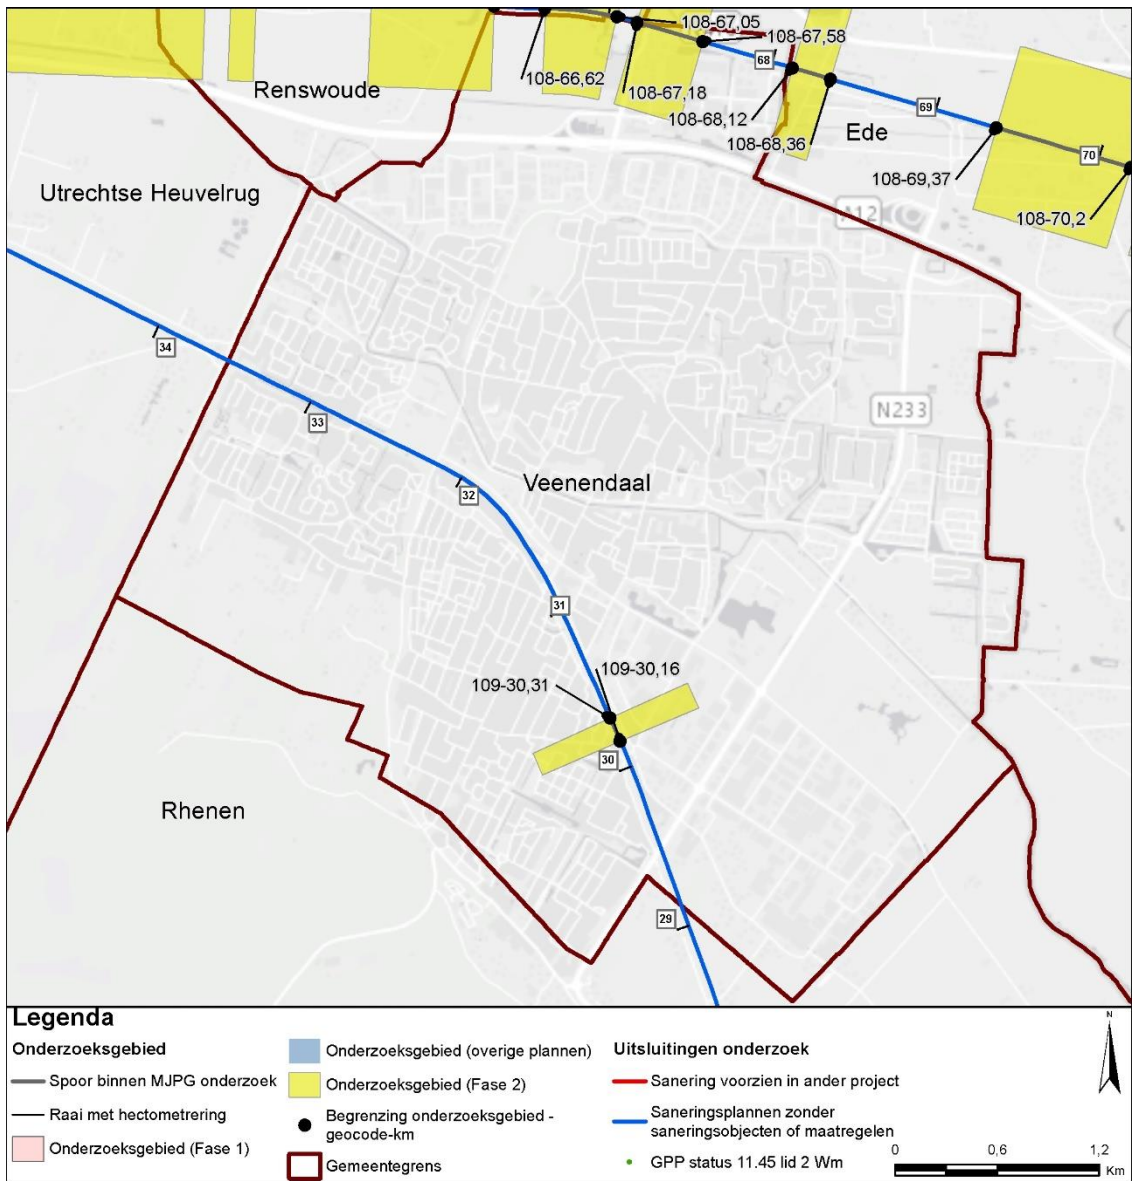 108-67,05
108-67,58
68
108-66,62
108-67,18
108-68,12
108-68,36
69
Renswoude
Ede
70
108-69,37
108-70,2
Utrechtse Heuvelrug
A12
34
33
N233
32
Veenendaal
31
109-30,16
109-30,31
30
Rhenen
29
Legenda
Onderzoeksgebied
Spoor binnen MJPG onderzoek
Raai met hectometrering
Onderzoeksgebied (Fase 1)
Onderzoeksgebied (overige plannen)
Onderzoeksgebied (Fase 2)
Begrenzing onderzoeksgebied -
geocode-km
Gemeentegrens
Uitsluitingen onderzoek
Sanering voorzien in ander project
Saneringsplannen zonder
saneringsobjecten of maatregelen
GPP status 11.45 lid 2 Wm
N
0 0,6 1,2
Km